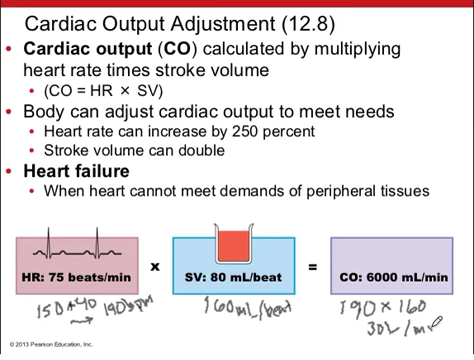 Cardiac Output Adjustment (12.8)
• Cardiac output (CO) calculated by multiplying
heart rate times stroke volume
• (CO = HR × SV)
• Body can adjust cardiac output to meet needs
• Heart rate can increase by 250 percent
• Stroke volume can double
• Heart failure
• When heart cannot meet demands of peripheral tissues
HR: 75 beats/min x SV: 80 mL/beat = CO: 6000 mL/min
150 + 40 → 190 bpm
160 mL/beat
190 × 160
30L/min
© 2013 Pearson Education, Inc.